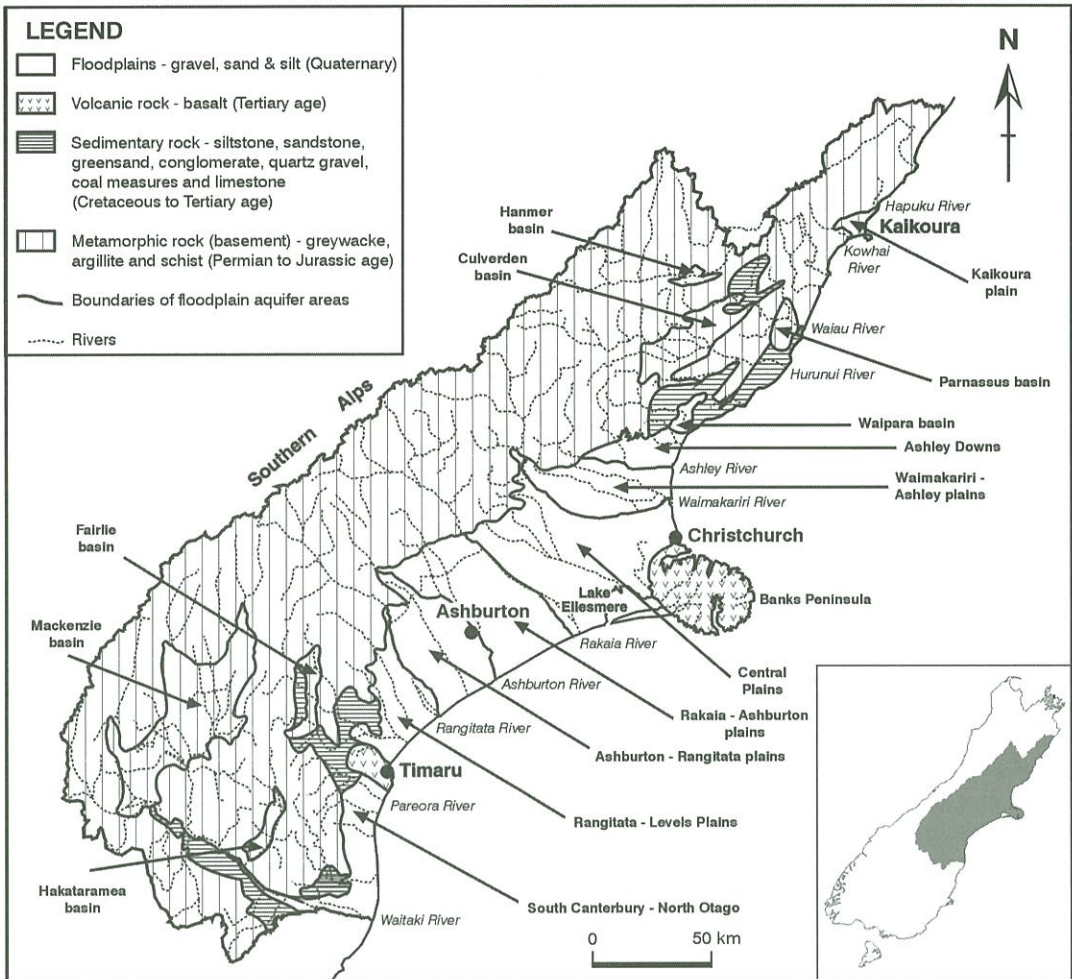 LEGEND
Floodplains - gravel, sand & silt (Quaternary)
Volcanic rock - basalt (Tertiary age)
Sedimentary rock - siltstone, sandstone,
greensand, conglomerate, quartz gravel,
coal measures and limestone
(Cretaceous to Tertiary age)
Metamorphic rock (basement) - greywacke,
argillite and schist (Permian to Jurassic age)
Boundaries of floodplain aquifer areas
Rivers
N
Hanmer
basin
Culverden
basin
Hapuku River
Kaikoura
Kowhai
River
Kaikoura
plain
Waiau River
Hurunui River
Parnassus basin
Waipara basin
Ashley Downs
Ashley River
Waimakariri -
Ashley plains
Waimakariri River
Southern Alps
Christchurch
Banks Peninsula
Lake
Ellesmere
Fairlie
basin
Mackenzie
basin
Ashburton
Rakaia River
Central
Plains
Ashburton River
Rakaia - Ashburton
plains
Rangitata River
Ashburton - Rangitata plains
Timaru
Pareora River
Rangitata - Levels Plains
Hakataramea
basin
Waitaki River
South Canterbury - North Otago
0 50 km